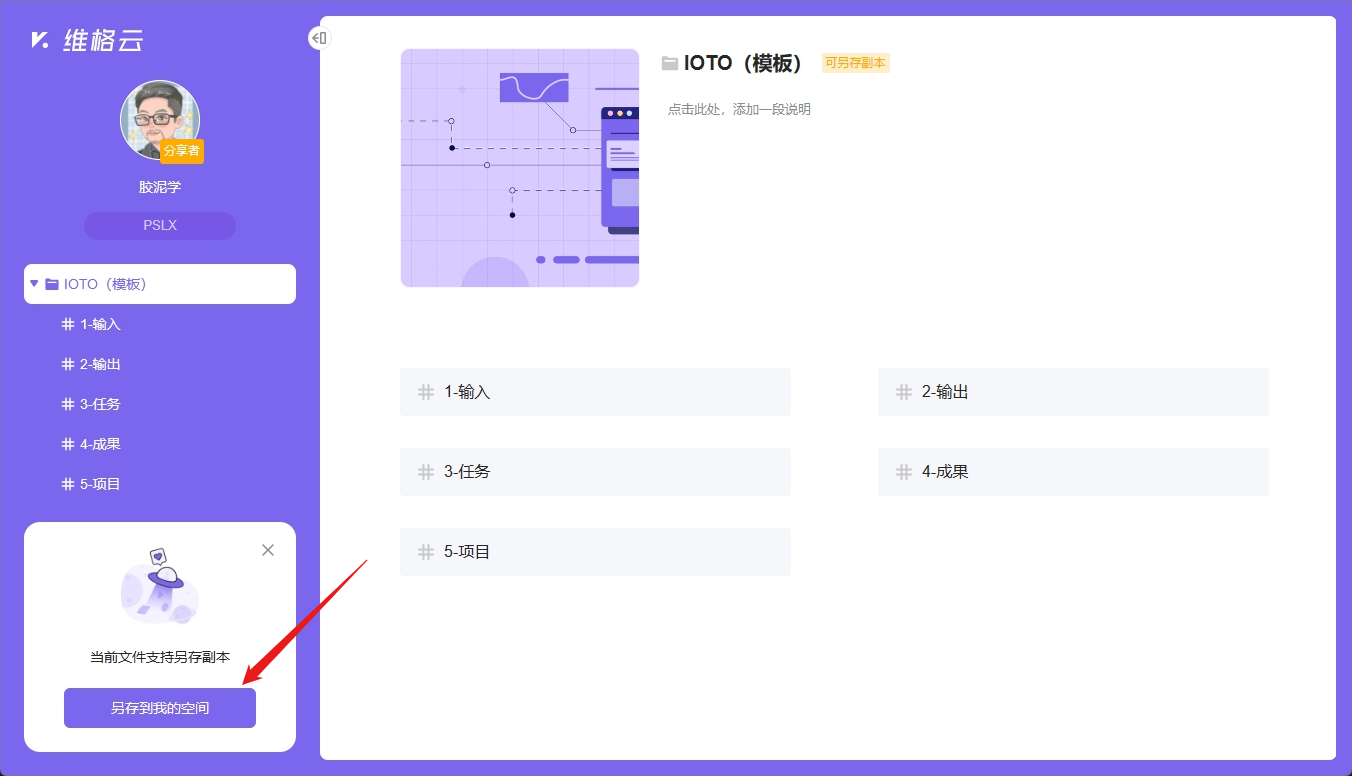 维格云
分享者
胶泥学
PSLX
IOTO（模板）
1-输入
2-输出
3-任务
4-成果
5-项目
当前文件支持另存副本
另存到我的空间
IOTO（模板） 可另存副本
点击此处，添加一段说明
1-输入
2-输出
3-任务
4-成果
5-项目